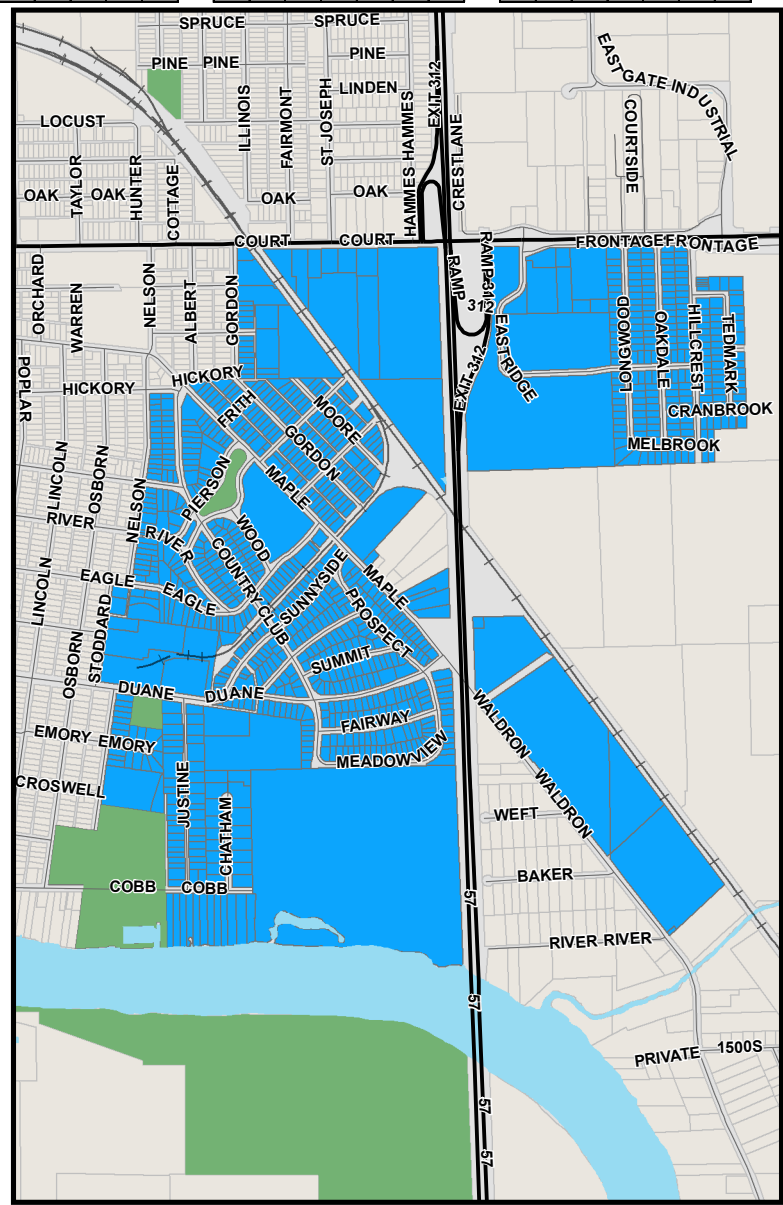 SPRUCE
SPRUCE
PINE
PINE
PINE
LINDEN
LOCUST
ILLINOIS
FAIRMONT
ST JOSEPH
HAMMES HAMMES
EXIT 312
CRESTLANE
EASTGATE INDUSTRIAL
COURTSIDE
OAK
TAYLOR
OAK
HUNTER
COTTAGE
OAK
OAK
COURT
COURT
FRONTAGE FRONTAGE
RAMP
RAMP 312
312
ORCHARD
WARREN
NELSON
ALBERT
GORDON
EXIT 312
EASTRIDGE
LONGWOOD
OAKDALE
HILLCREST
TEDMARK
CRANBROOK
MELBROOK
POPLAR
HICKORY
HICKORY
FRITH
MOORE
GORDON
MAPLE
PIERSON
LINCOLN
OSBORN
NELSON
RIVER
RIVER
WOOD
COUNTRY CLUB
SUNNYSIDE
MAPLE
EAGLE
EAGLE
LINCOLN
STODDARD
OSBORN
PROSPECT
SUMMIT
DUANE
DUANE
FAIRWAY
MEADOWVIEW
WALDRON
WALDRON
EMORY EMORY
CROSWELL
JUSTINE
CHATHAM
WEFT
BAKER
COBB
COBB
57
RIVER RIVER
57
PRIVATE
1500S
57
57